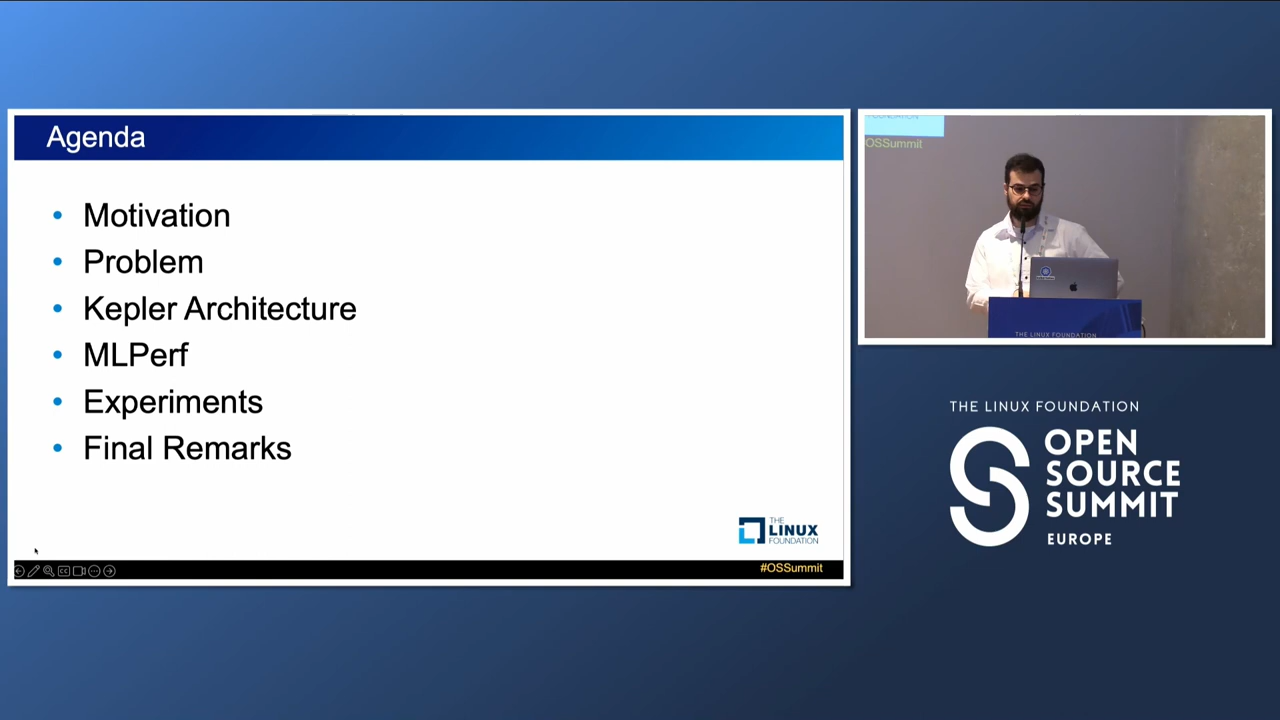 Agenda
• Motivation
• Problem
• Kepler Architecture
• MLPerf
• Experiments
• Final Remarks
THE
LINUX
FOUNDATION
#OSSummit
FOUNDATION
OSSummit
THE LINUX FOUNDATION
THE LINUX FOUNDATION
OPEN
SOURCE
SUMMIT
EUROPE